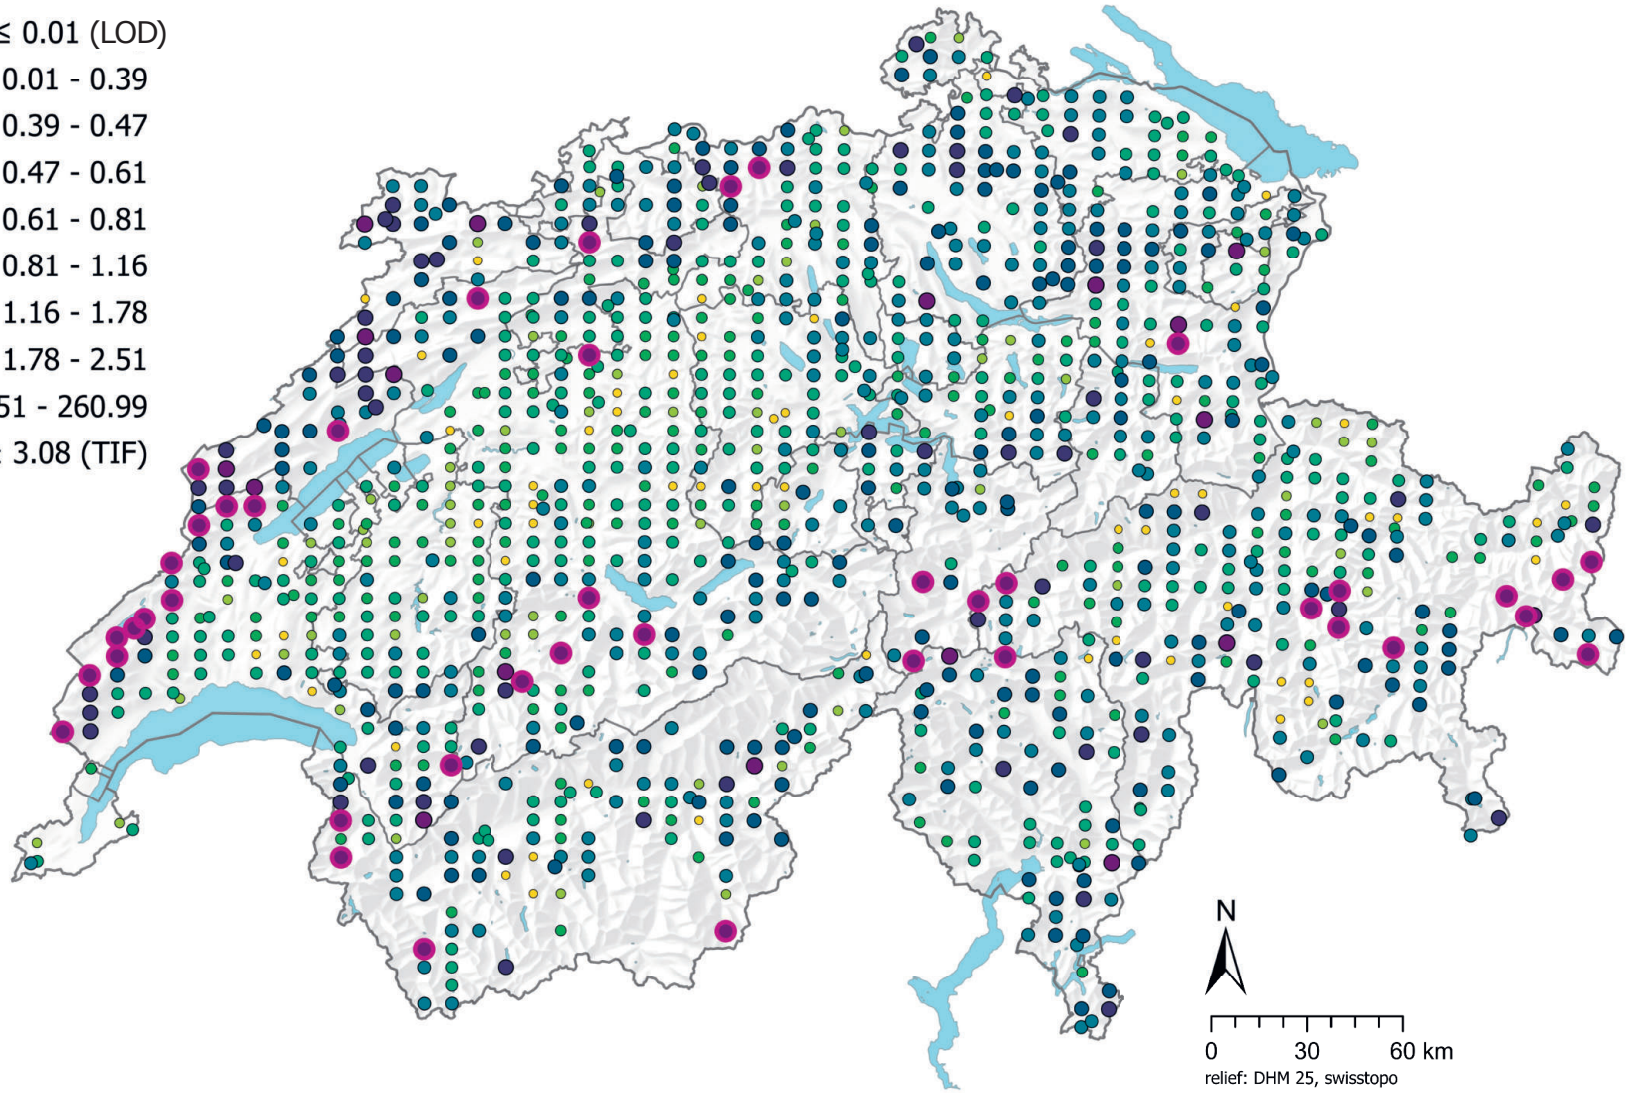 ≤ 0.01 (LOD)
0.01 - 0.39
0.39 - 0.47
0.47 - 0.61
0.61 - 0.81
0.81 - 1.16
1.16 - 1.78
1.78 - 2.51
51 - 260.99
: 3.08 (TIF)
N
0 30 60 km
relief: DHM 25, swisstopo